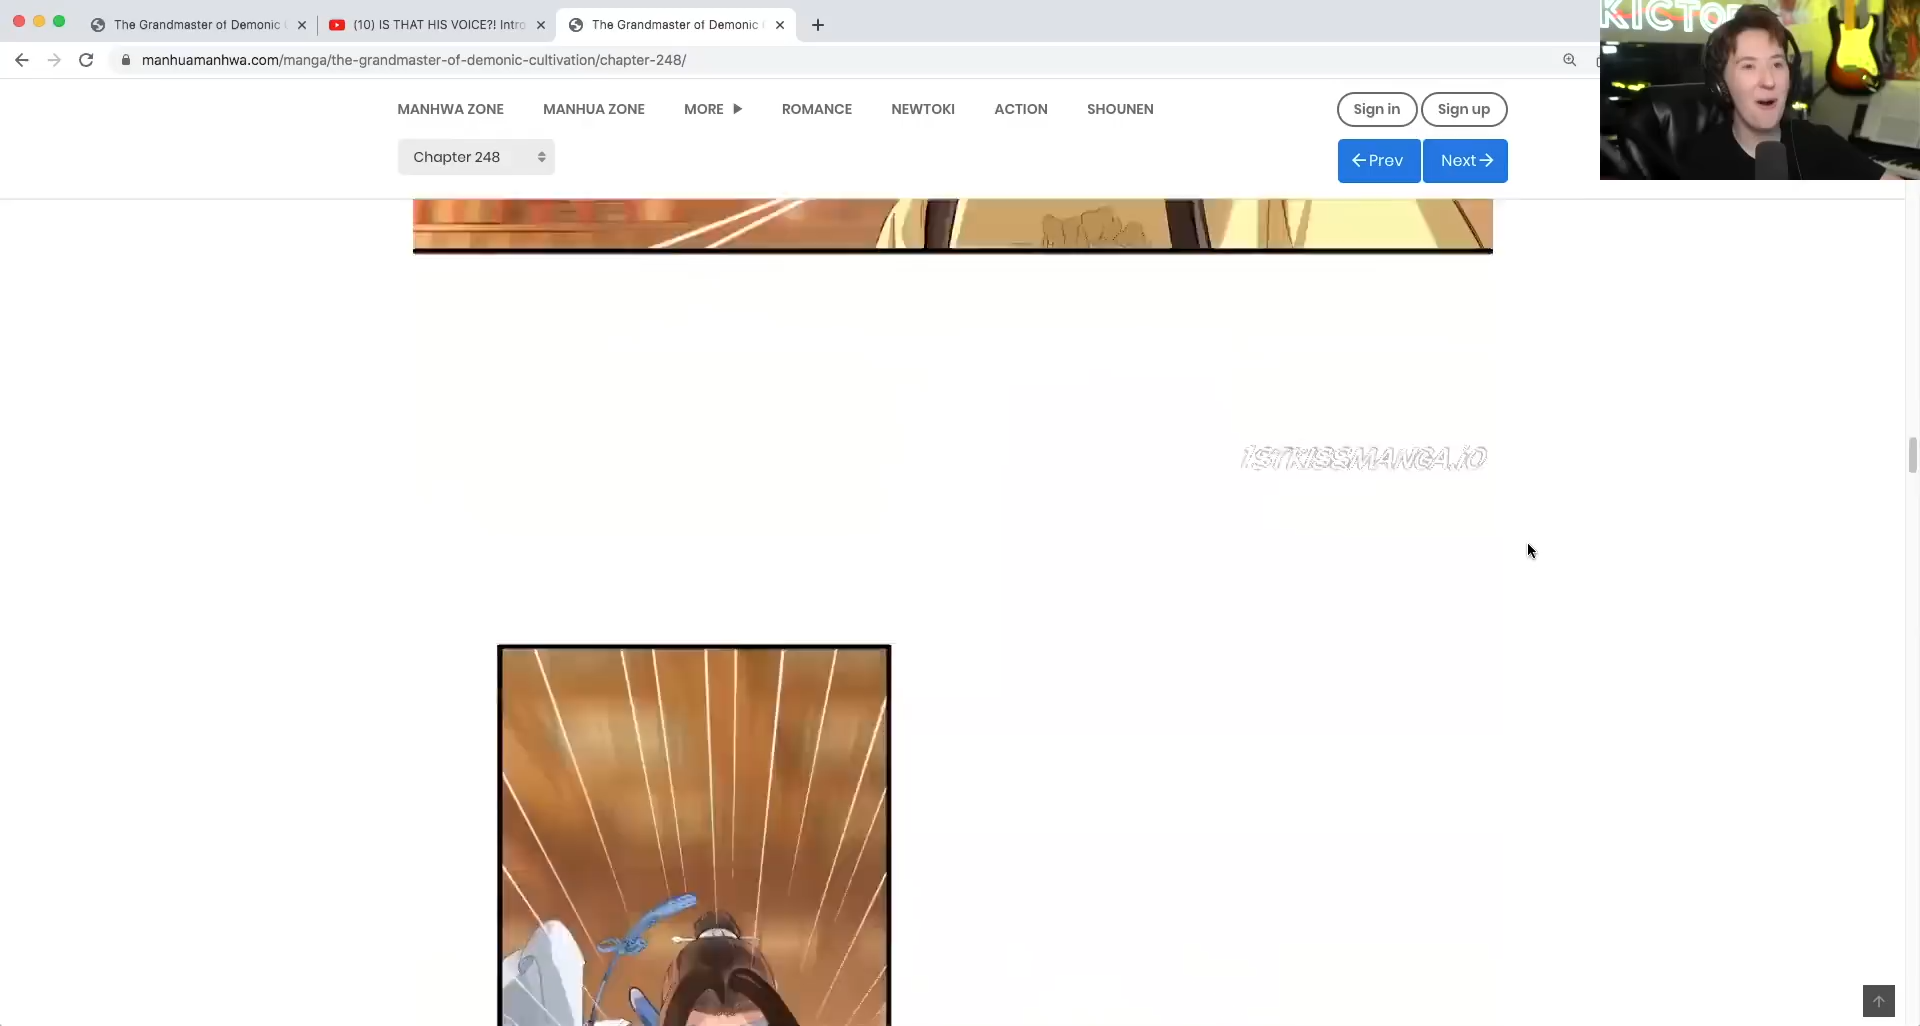 The Grandmaster of Demonic
(10) IS THAT HIS VOICE?! Intro
The Grandmaster of Demonic
manhuamanhwa.com/manga/the-grandmaster-of-demonic-cultivation/chapter-248/
MANHWA ZONE MANHUA ZONE MORE ROMANCE NEWTOKI ACTION SHOUNEN
Sign in Sign up
Chapter 248
Prev Next
1STKISSMANGA.iO